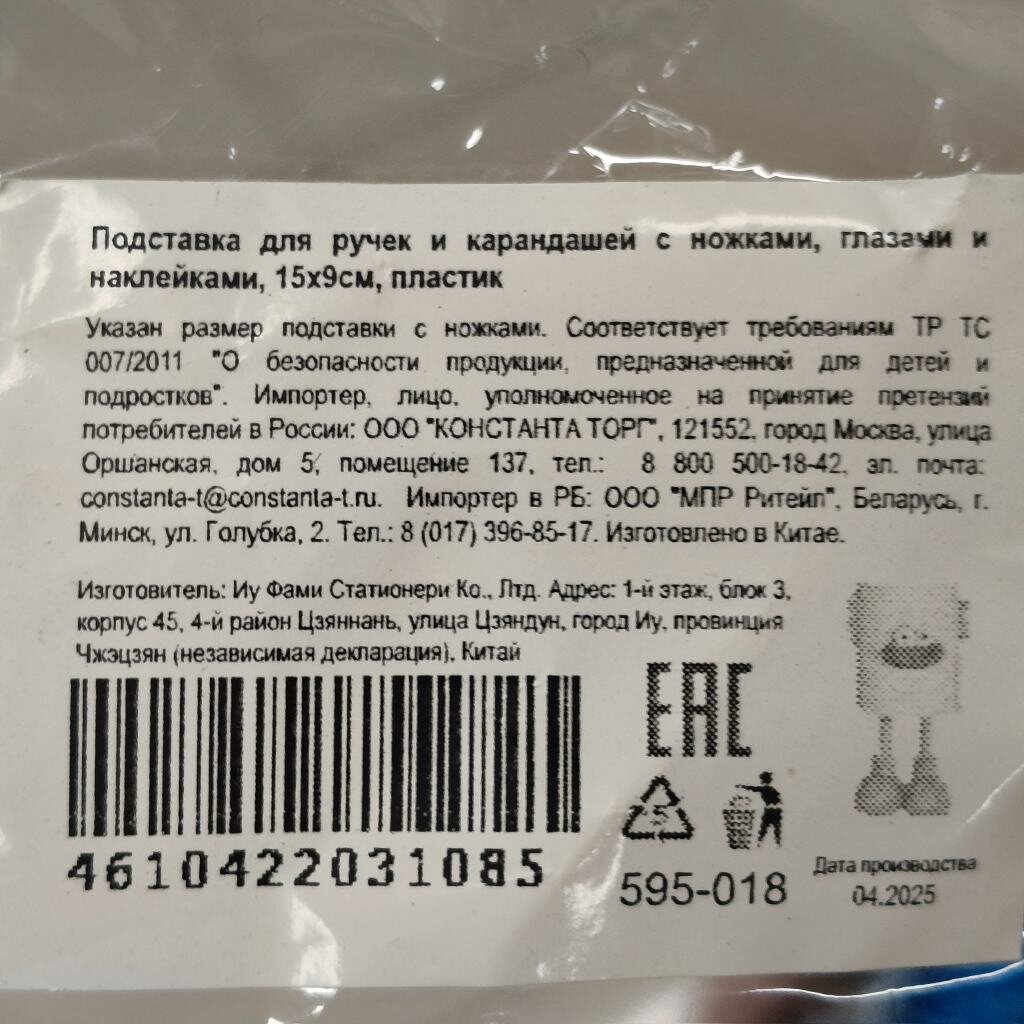 Подставка для ручек и карандашей с ножками, глазами и
наклейками, 15х9см, пластик
Указан размер подставки с ножками. Соответствует требованиям ТР ТС
007/2011 "О безопасности продукции, предназначенной для детей и
подростков". Импортер, лицо, уполномоченное на принятие претензий
потребителей в России: ООО "КОНСТАНТА ТОРГ", 121552, город Москва, улица
Оршанская, дом 5, помещение 137, тел.: 8 800 500-18-42, эл. почта:
constanta-t@constanta-t.ru. Импортер в РБ: ООО "МПР Ритейл", Беларусь, г.
Минск, ул. Голубка, 2. Тел.: 8 (017) 396-85-17. Изготовлено в Китае.
Изготовитель: Иу Фами Статионери Ко., Лтд. Адрес: 1-й этаж, блок 3,
корпус 45, 4-й район Цзяннань, улица Цзяндун, город Иу, провинция
Чжэцзян (независимая декларация), Китай
EAC
5
4610422031085
595-018
Дата производства
04.2025